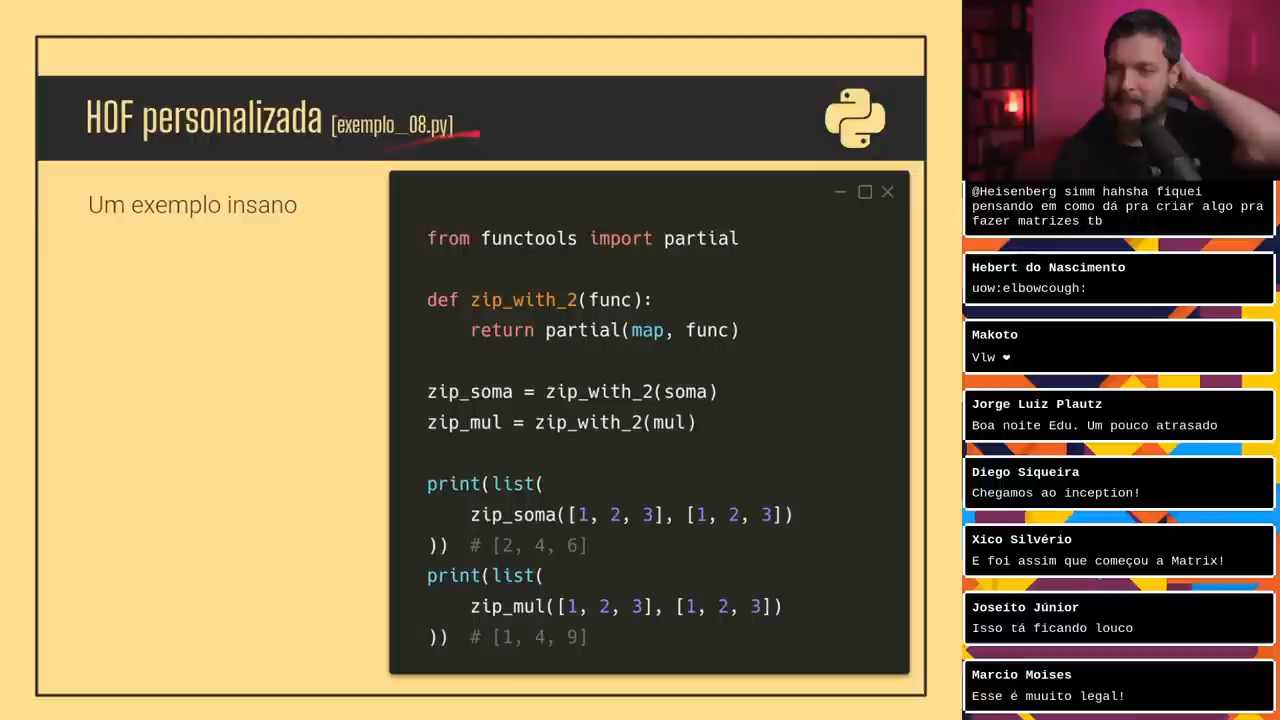 HOF personalizada [exemplo_08.py]
Um exemplo insano
from functools import partial
def zip_with_2(func):
return partial(map, func)
zip_soma = zip_with_2(soma)
zip_mul = zip_with_2(mul)
print(list(
zip_soma([1, 2, 3], [1, 2, 3])
)) # [2, 4, 6]
print(list(
zip_mul([1, 2, 3], [1, 2, 3])
)) # [1, 4, 9]
@Heisenberg simm hahsha fiquei
pensando em como dá pra criar algo pra
fazer matrizes tb
Hebert do Nascimento
uow:elbowcough:
Makoto
Vlw ❤
Jorge Luiz Plautz
Boa noite Edu. Um pouco atrasado
Diego Siqueira
Chegamos ao inception!
Xico Silvério
E foi assim que começou a Matrix!
Joseito Júnior
Isso tá ficando louco
Marcio Moises
Esse é muuito legal!